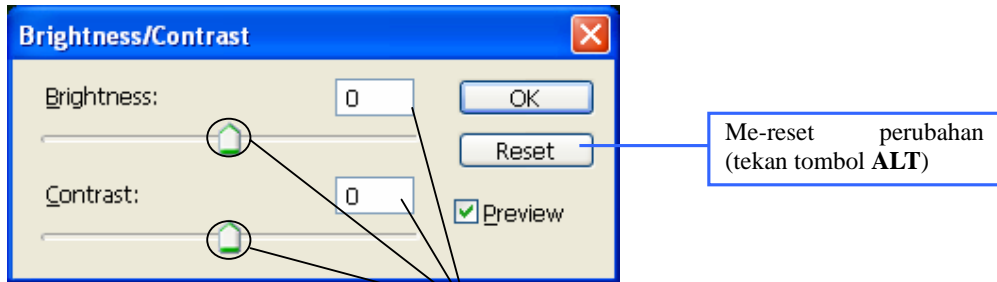 Brightness/Contrast
Brightness:
0
OK
Reset
Me-reset perubahan
(tekan tombol ALT)
Contrast:
0
Preview